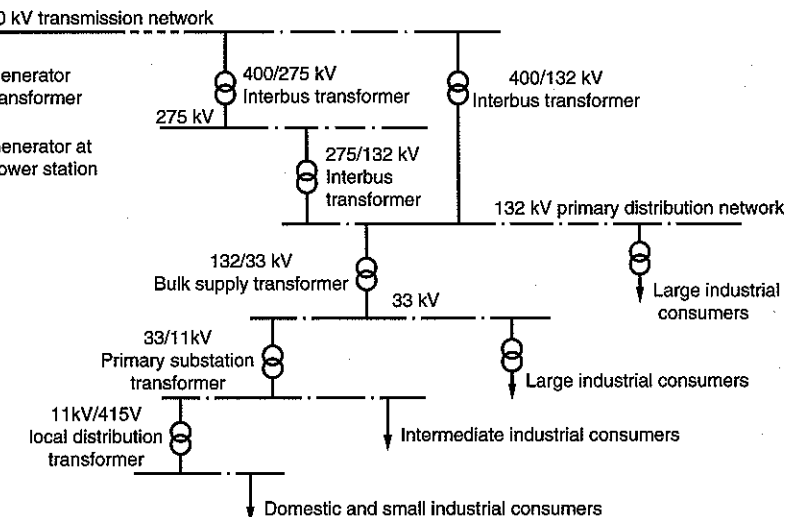 0 kV transmission network
enerator
ansformer
400/275 kV
Interbus transformer
400/132 kV
Interbus transformer
275 kV
enerator at
ower station
275/132 kV
Interbus
transformer
132 kV primary distribution network
132/33 kV
Bulk supply transformer
33 kV
Large industrial
consumers
33/11kV
Primary substation
transformer
Large industrial consumers
11kV/415V
local distribution
transformer
Intermediate industrial consumers
Domestic and small industrial consumers